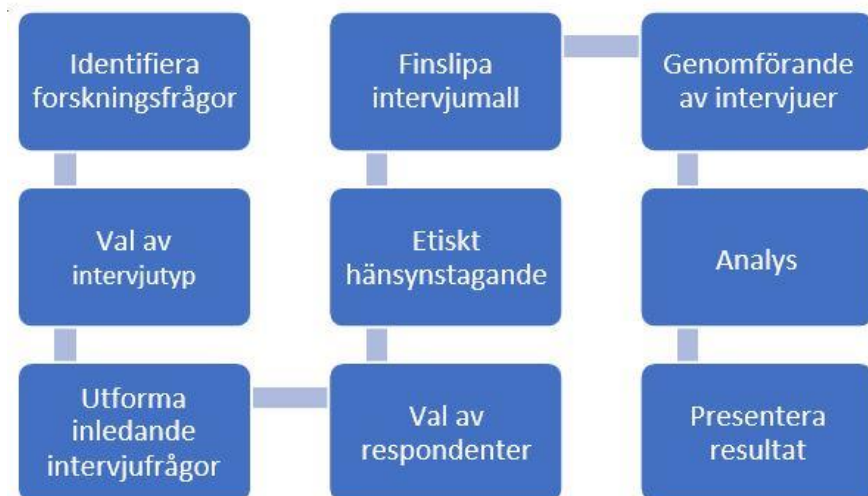 Identifiera
forskningsfrågor
Val av
intervjutyp
Utforma
inledande
intervjufrågor
Val av
respondenter
Etiskt
hänsynstagande
Finslipa
intervjumall
Genomförande
av intervjuer
Analys
Presentera
resultat